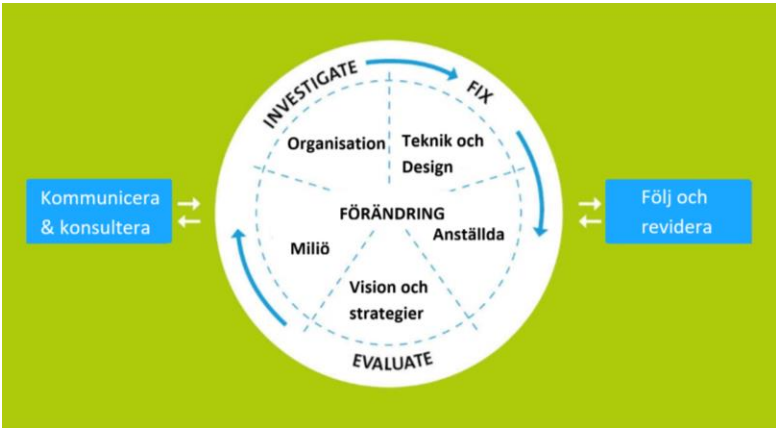 INVESTIGATE
FIX
Organisation
Teknik och
Design
Kommunicera
& konsultera
FÖRÄNDRING
Anställda
Följ och
revidera
Miliö
Vision och
strategier
EVALUATE